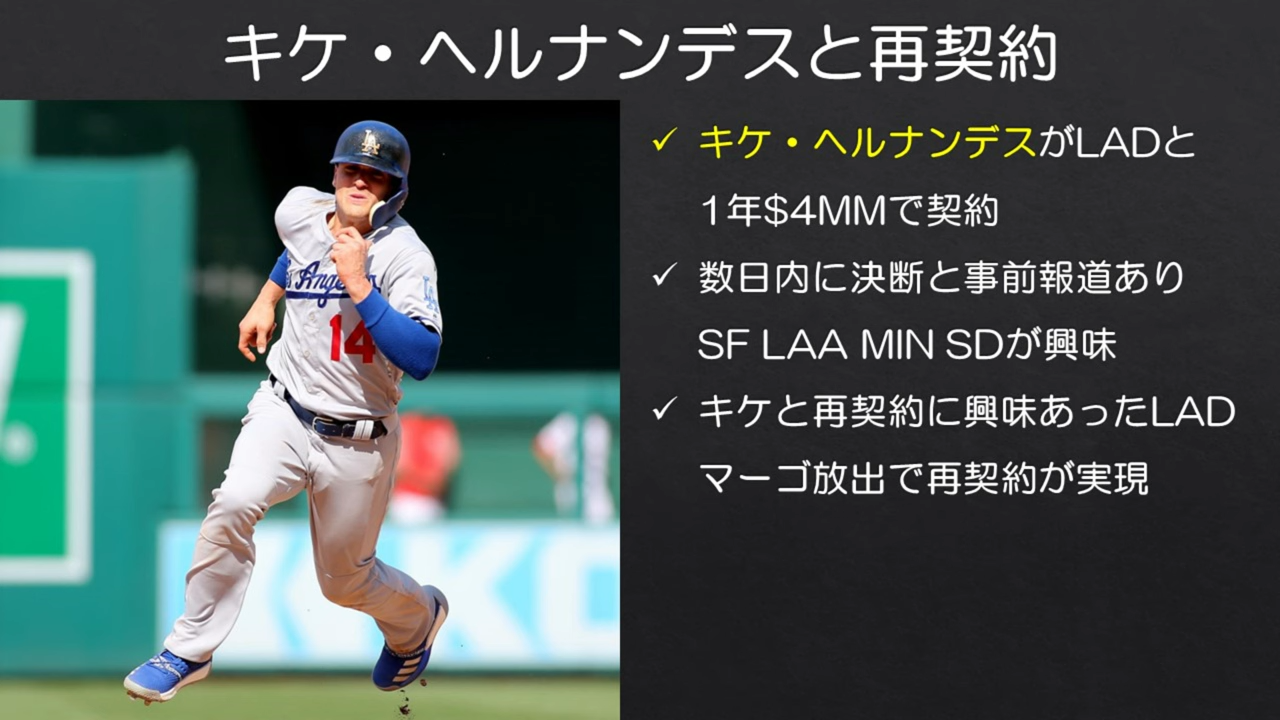 キケ・ヘルナンデスと再契約
✓ キケ・ヘルナンデスがLADと
1年$4MMで契約
✓ 数日内に決断と事前報道あり
SF LAA MIN SDが興味
✓ キケと再契約に興味あったLAD
マーゴ放出で再契約が実現
LA
Los Angeles
LA
14